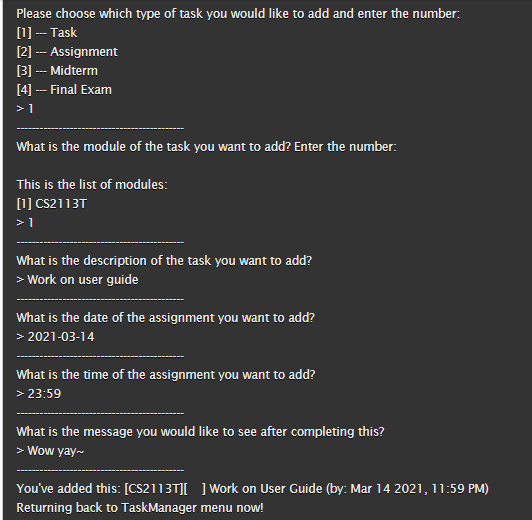 Please choose which type of task you would like to add and enter the number:
[1] --- Task
[2] --- Assignment
[3] --- Midterm
[4] --- Final Exam
> 1
------------------------------------------
What is the module of the task you want to add? Enter the number:
This is the list of modules:
[1] CS2113T
> 1
------------------------------------------
What is the description of the task you want to add?
> Work on user guide
------------------------------------------
What is the date of the assignment you want to add?
> 2021-03-14
------------------------------------------
What is the time of the assignment you want to add?
> 23:59
------------------------------------------
What is the message you would like to see after completing this?
> Wow yay~
------------------------------------------
You've added this: [CS2113T][    ] Work on User Guide (by: Mar 14 2021, 11:59 PM)
Returning back to TaskManager menu now!